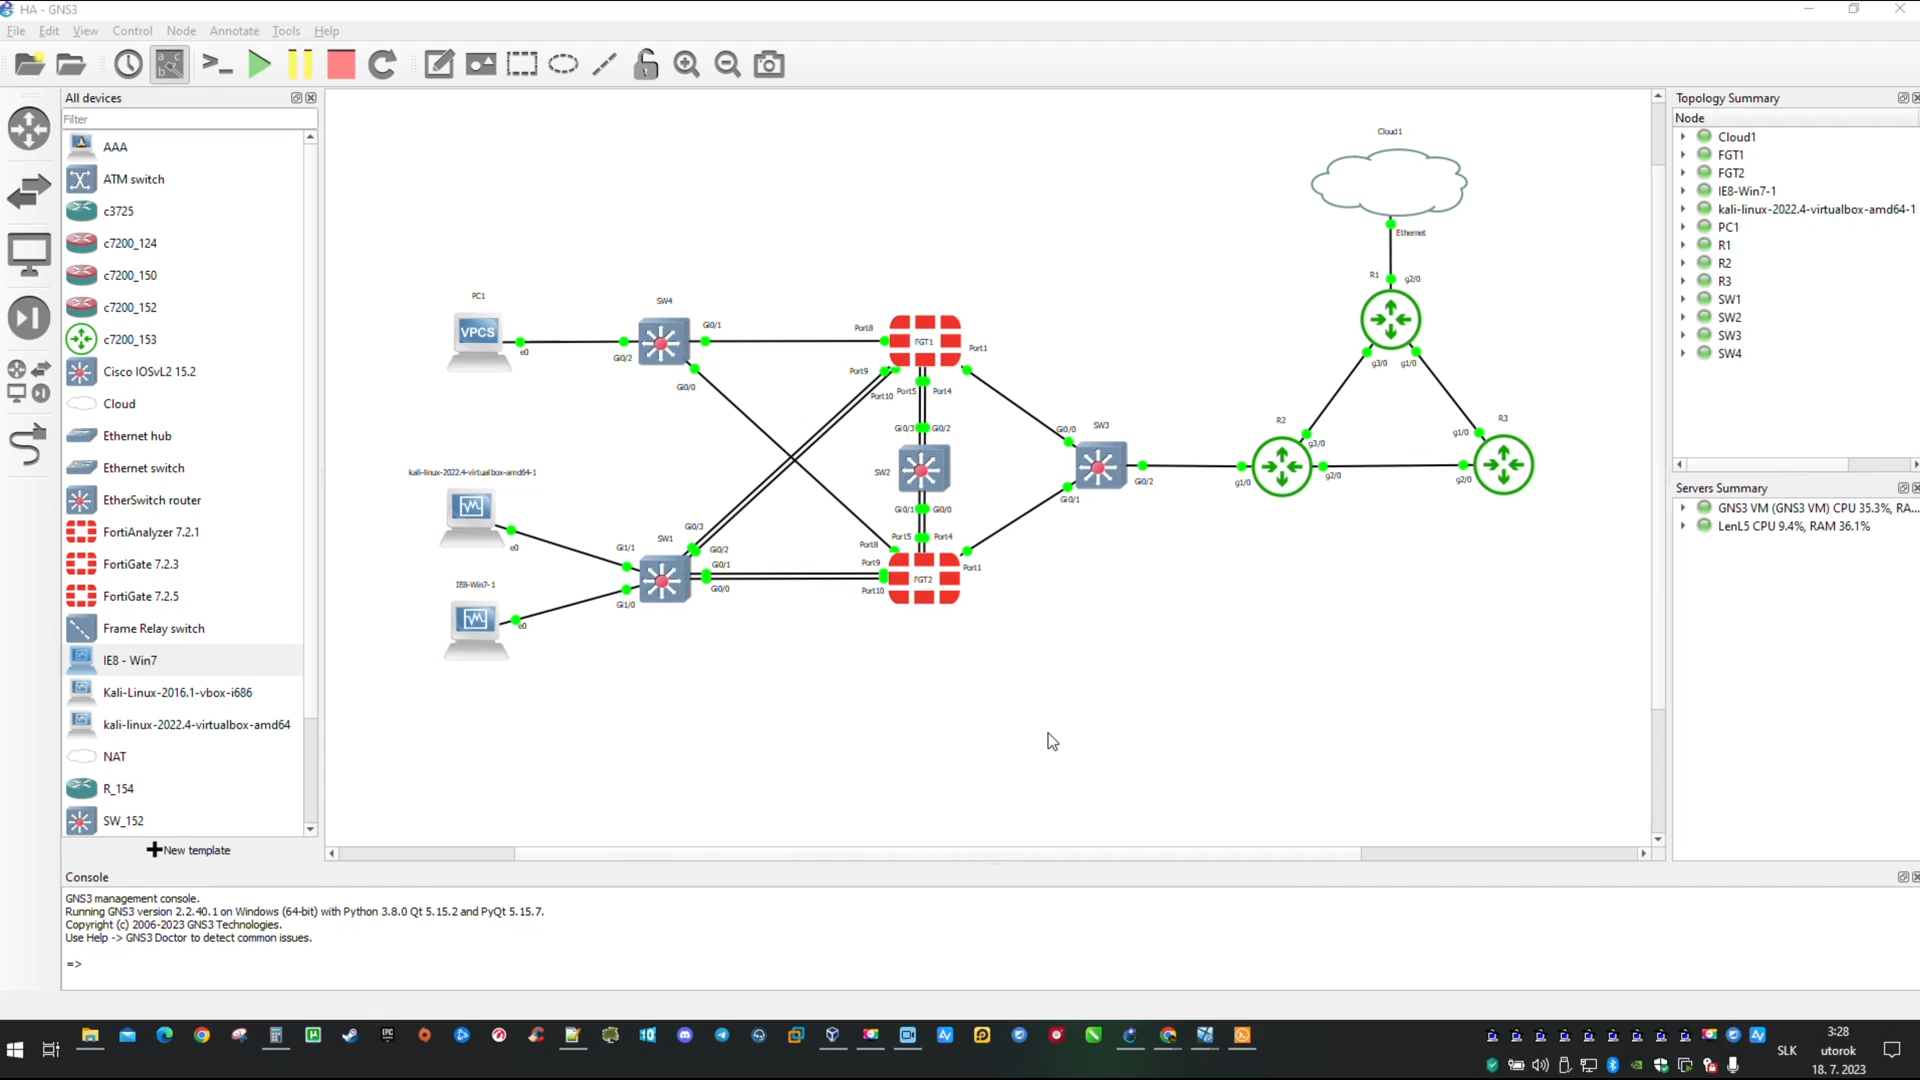 HA - GNS3
File Edit View Control Node Annotate Tools Help
All devices
Filter
AAA
ATM switch
c3725
c7200_124
c7200_150
c7200_152
c7200_153
Cisco IOSvL2 15.2
Cloud
Ethernet hub
Ethernet switch
EtherSwitch router
FortiAnalyzer 7.2.1
FortiGate 7.2.3
FortiGate 7.2.5
Frame Relay switch
IE8 - Win7
Kali-Linux-2016.1-vbox-i686
kali-linux-2022.4-virtualbox-amd64
NAT
R_154
SW_152
New template
Cloud1
Ethernet
R1 g2/0
g3/0 g1/0
PC1
VPCS
e0
SW4
Gi0/1
Gi0/2
Gi0/0
Port8
FGT1
Port1
Port9
Port10 Port5 Port4
Gi0/3 Gi0/2
SW2
Gi0/1 Gi0/0
Port5 Port4
Port8
Port9
Port10
FGT2
Port1
kali-linux-2022.4-virtualbox-amd64-1
e0
IE8-Win7-1
e0
SW1
Gi0/3
Gi0/2
Gi0/1
Gi0/0
Gi1/1
Gi1/0
SW3
Gi0/0
Gi0/1
Gi0/2
R2
g3/0
g1/0
g2/0
R3
g1/0
g2/0
Topology Summary
Node
Cloud1
FGT1
FGT2
IE8-Win7-1
kali-linux-2022.4-virtualbox-amd64-1
PC1
R1
R2
R3
SW1
SW2
SW3
SW4
Servers Summary
GNS3 VM (GNS3 VM) CPU 35.3%, RA...
LenL5 CPU 9.4%, RAM 36.1%
Console
GNS3 management console.
Running GNS3 version 2.2.40.1 on Windows (64-bit) with Python 3.8.0 Qt 5.15.2 and PyQt 5.15.7.
Copyright (c) 2006-2023 GNS3 Technologies.
Use Help -> GNS3 Doctor to detect common issues.
=>
SLK
3:28
utorok
18. 7. 2023